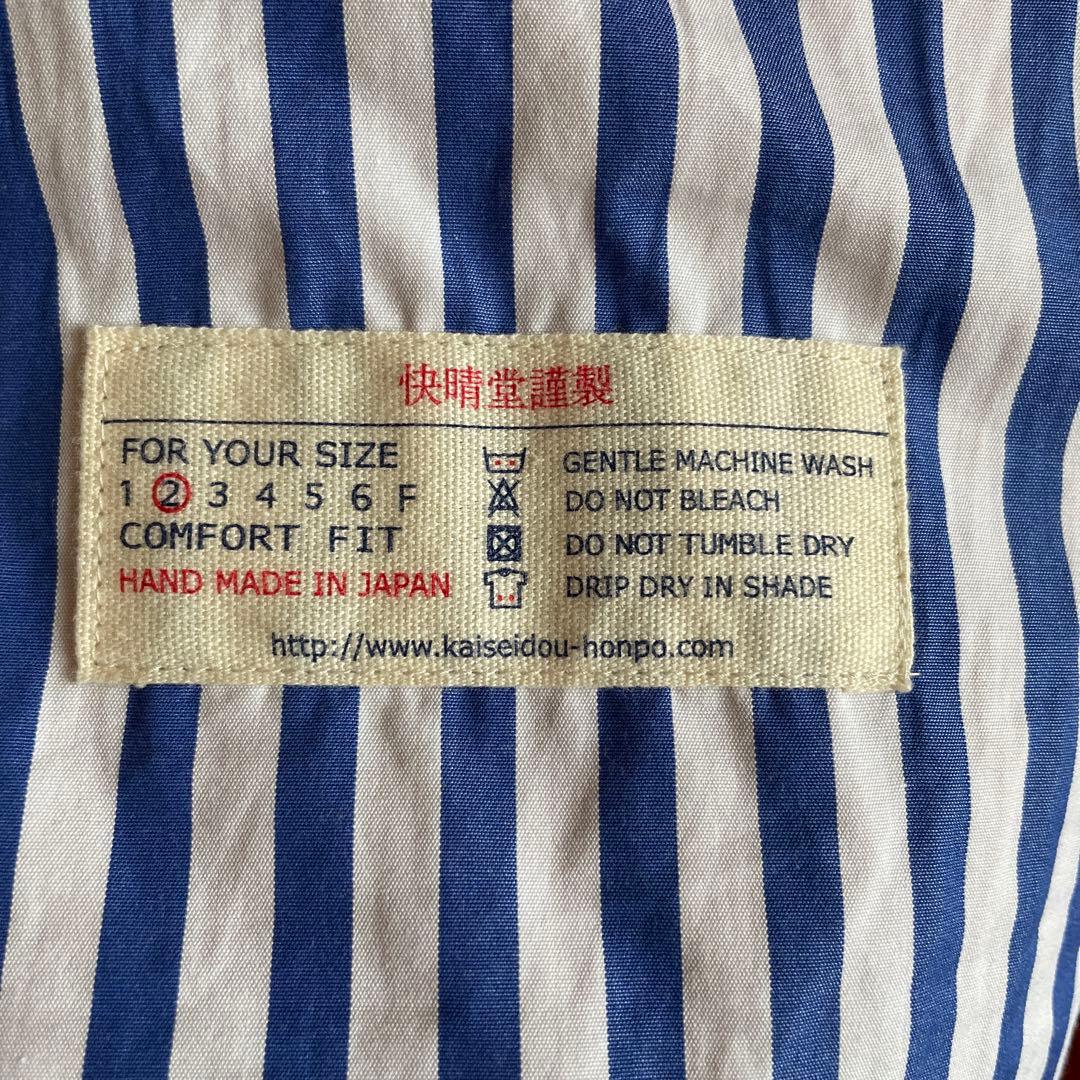 快晴堂謹製
FOR YOUR SIZE
1 2 3 4 5 6 F
COMFORT FIT
HAND MADE IN JAPAN
GENTLE MACHINE WASH
DO NOT BLEACH
DO NOT TUMBLE DRY
DRIP DRY IN SHADE
http://www.kaiseidou-honpo.com